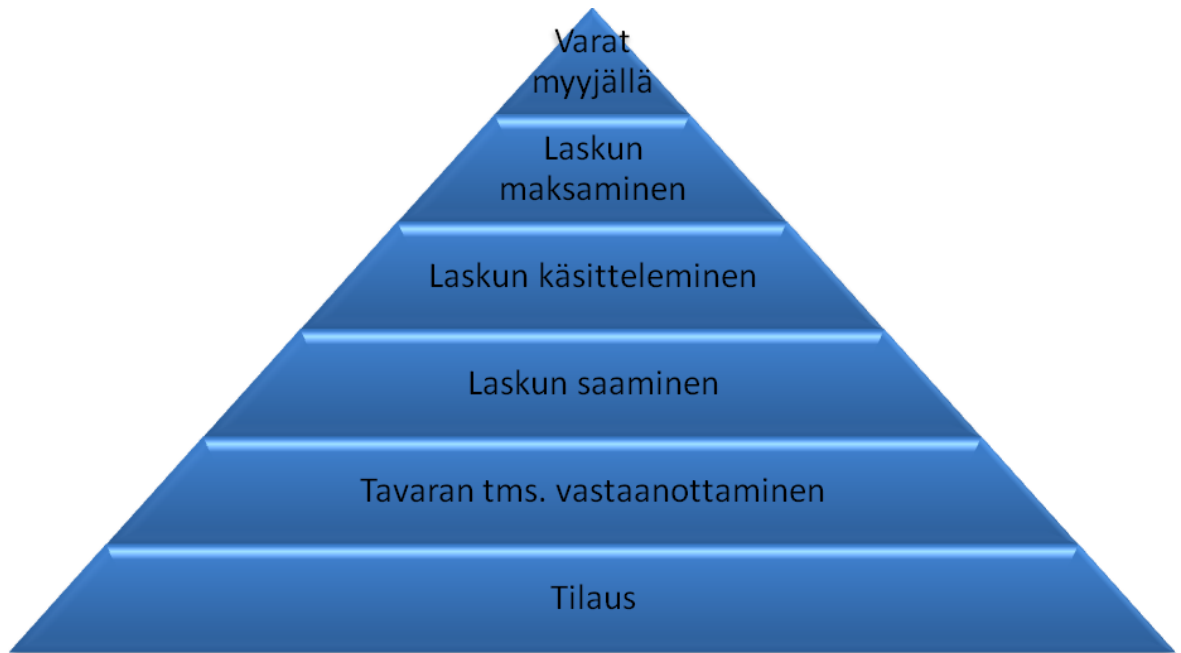 Varat
myyjällä
Laskun
maksaminen
Laskun käsitteleminen
Laskun saaminen
Tavaran tms. vastaanottaminen
Tilaus